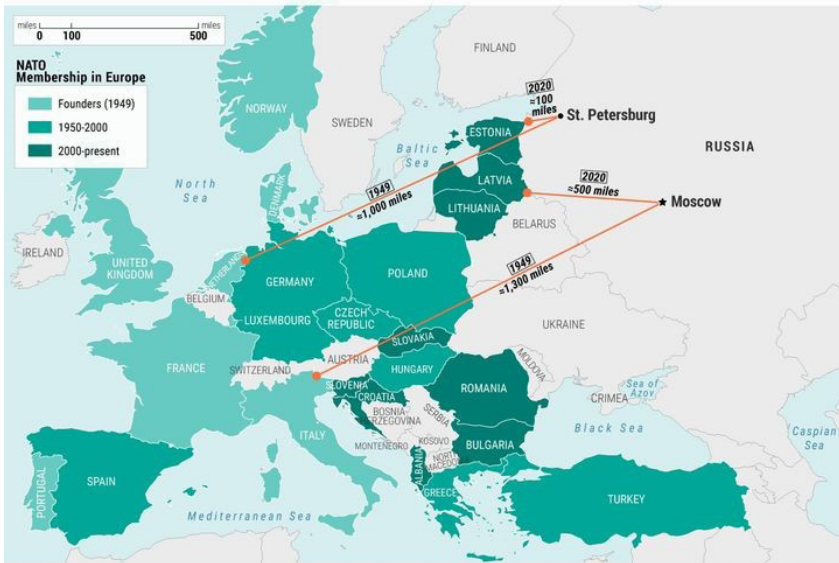 miles
miles
0
100
500
NATO
Membership in Europe
Founders (1949)
1950-2000
2000-present
FINLAND
NORWAY
SWEDEN
2020
≈100
miles
St. Petersburg
ESTONIA
RUSSIA
Baltic
Sea
North
Sea
DENMARK
LATVIA
1949
≈1,000 miles
2020
≈500 miles
Moscow
LITHUANIA
IRELAND
UNITED
KINGDOM
BELARUS
NETHERLANDS
GERMANY
POLAND
1949
≈1,300 miles
BELGIUM
LUXEMBOURG
CZECH
REPUBLIC
UKRAINE
SLOVAKIA
FRANCE
SWITZERLAND
AUSTRIA
HUNGARY
MOLDOVA
SLOVENIA
CROATIA
ROMANIA
Sea of
Azov
CRIMEA
BOSNIA-
HERZEGOVINA
SERBIA
ITALY
MONTENEGRO
KOSOVO
BULGARIA
Black Sea
Caspian
Sea
NORTH
MACEDONIA
ALBANIA
PORTUGAL
SPAIN
GREECE
TURKEY
Mediterranean Sea